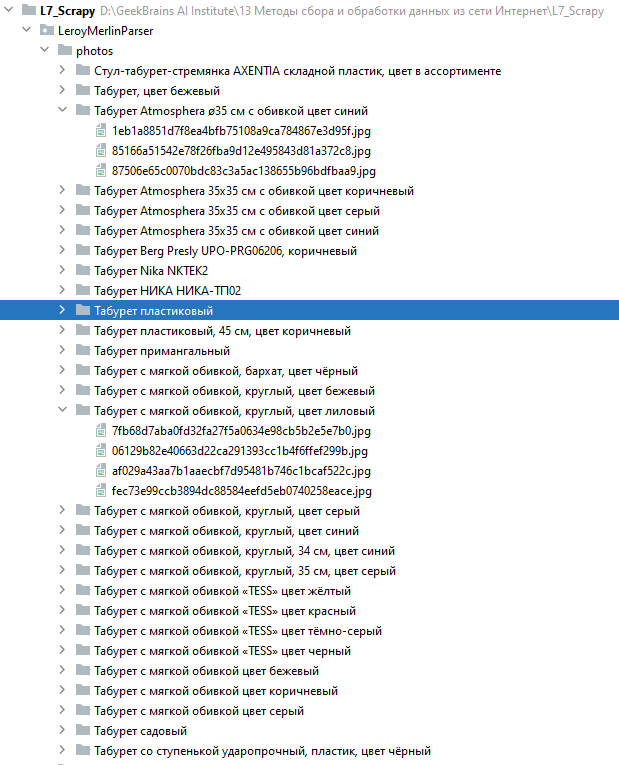 L7_Scrapy D:\GeekBrains AI Institute\13 Методы сбора и обработки данных из сети Интернет\L7_Scrapy
LeroyMerlinParser
photos
Стул-табурет-стремянка AXENTIA складной пластик, цвет в ассортименте
Табурет, цвет бежевый
Табурет Atmosphera ø35 см с обивкой цвет синий
1eb1a8851d7f8ea4bfb75108a9ca784867e3d95f.jpg
85166a51542e78f26fba9d12e495843d81a372c8.jpg
87506e65c0070bdc83c3a5ac138655b96bdfbaa9.jpg
Табурет Atmosphera 35x35 см с обивкой цвет коричневый
Табурет Atmosphera 35x35 см с обивкой цвет серый
Табурет Atmosphera 35x35 см с обивкой цвет синий
Табурет Berg Presly UPO-PRG06206, коричневый
Табурет Nika NKTEK2
Табурет НИКА НИКА-ТП02
Табурет пластиковый
Табурет пластиковый, 45 см, цвет коричневый
Табурет примангальный
Табурет с мягкой обивкой, бархат, цвет чёрный
Табурет с мягкой обивкой, круглый, цвет бежевый
Табурет с мягкой обивкой, круглый, цвет лиловый
7fb68d7aba0fd32fa27f5a0634e98cb5b2e5e7b0.jpg
06129b82e40663d22ca291393cc1b4f6ffef299b.jpg
af029a43aa7b1aaecbf7d95481b746c1bcaf522c.jpg
fec73e99ccb3894dc88584eefd5eb0740258eace.jpg
Табурет с мягкой обивкой, круглый, цвет серый
Табурет с мягкой обивкой, круглый, цвет синий
Табурет с мягкой обивкой, круглый, 34 см, цвет синий
Табурет с мягкой обивкой, круглый, 35 см, цвет серый
Табурет с мягкой обивкой «TESS» цвет жёлтый
Табурет с мягкой обивкой «TESS» цвет красный
Табурет с мягкой обивкой «TESS» цвет тёмно-серый
Табурет с мягкой обивкой «TESS» цвет черный
Табурет с мягкой обивкой цвет бежевый
Табурет с мягкой обивкой цвет коричневый
Табурет с мягкой обивкой цвет серый
Табурет садовый
Табурет со ступенькой ударопрочный, пластик, цвет чёрный